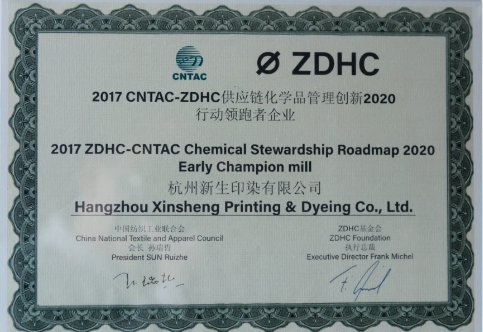 CNTAC
Ø ZDHC
2017 CNTAC-ZDHC供应链化学品管理创新2020
行动领跑者企业
2017 ZDHC-CNTAC Chemical Stewardship Roadmap 2020
Early Champion mill
杭州新生印染有限公司
Hangzhou Xinsheng Printing & Dyeing Co., Ltd.
中国纺织工业联合会
China National Textile and Apparel Council
会长 孙瑞哲
President SUN Ruizhe
ZDHC基金会
ZDHC Foundation
执行总裁
Executive Director Frank Michel
孙瑞哲